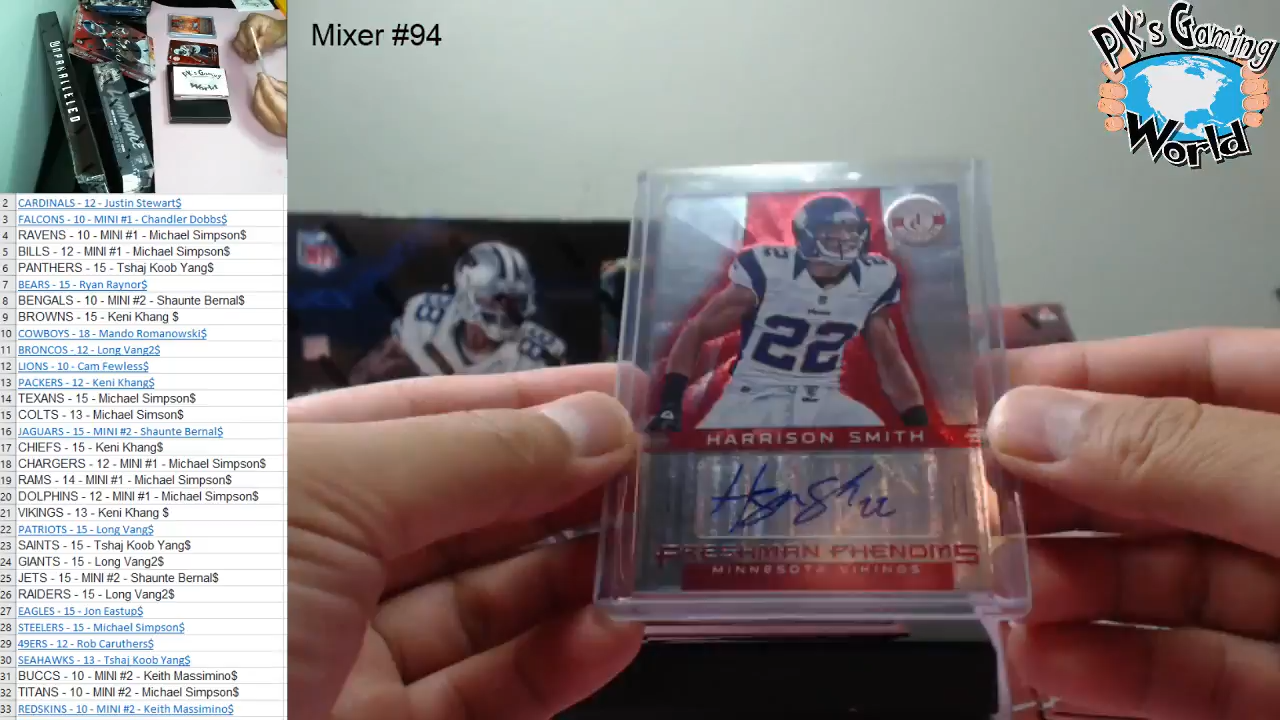 Mixer #94
PK's Gaming
World
UNPARALLELED
PK's Gaming
World
2 CARDINALS - 12 - Justin Stewart$
3 FALCONS - 10 - MINI #1 - Chandler Dobbs$
4 RAVENS - 10 - MINI #1 - Michael Simpson$
5 BILLS - 12 - MINI #1 - Michael Simpson$
6 PANTHERS - 15 - Tshaj Koob Yang$
7 BEARS - 15 - Ryan Raynor$
8 BENGALS - 10 - MINI #2 - Shaunte Bernal$
9 BROWNS - 15 - Keni Khang $
10 COWBOYS - 18 - Mando Romanowski$
11 BRONCOS - 12 - Long Vang2$
12 LIONS - 10 - Cam Fewless$
13 PACKERS - 12 - Keni Khang$
14 TEXANS - 15 - Michael Simpson$
15 COLTS - 13 - Michael Simson$
16 JAGUARS - 15 - MINI #2 - Shaunte Bernal$
17 CHIEFS - 15 - Keni Khang$
18 CHARGERS - 12 - MINI #1 - Michael Simpson$
19 RAMS - 14 - MINI #1 - Michael Simpson$
20 DOLPHINS - 12 - MINI #1 - Michael Simpson$
21 VIKINGS - 13 - Keni Khang $
22 PATRIOTS - 15 - Long Vang$
23 SAINTS - 15 - Tshaj Koob Yang$
24 GIANTS - 15 - Long Vang2$
25 JETS - 15 - MINI #2 - Shaunte Bernal$
26 RAIDERS - 15 - Long Vang2$
27 EAGLES - 15 - Jon Eastup$
28 STEELERS - 15 - Michael Simpson$
29 49ERS - 12 - Rob Caruthers$
30 SEAHAWKS - 13 - Tshaj Koob Yang$
31 BUCCS - 10 - MINI #2 - Keith Massimino$
32 TITANS - 10 - MINI #2 - Michael Simpson$
33 REDSKINS - 10 - MINI #2 - Keith Massimino$
NFL
88
22
22
HARRISON SMITH
FRESHMAN PHENOMS
MINNESOTA VIKINGS